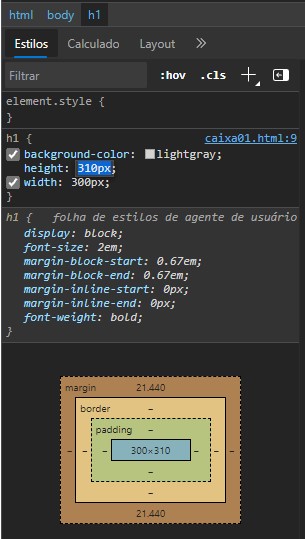 html body h1
Estilos Calculado Layout
Filtrar :hov .cls
element.style {
}
h1 { caixa01.html:9
background-color: lightgray;
height: 310px;
width: 300px;
}
h1 { folha de estilos de agente de usuário
display: block;
font-size: 2em;
margin-block-start: 0.67em;
margin-block-end: 0.67em;
margin-inline-start: 0px;
margin-inline-end: 0px;
font-weight: bold;
}
margin 21.440
border –
padding –
– – – 300×310 – – –
–
–
21.440